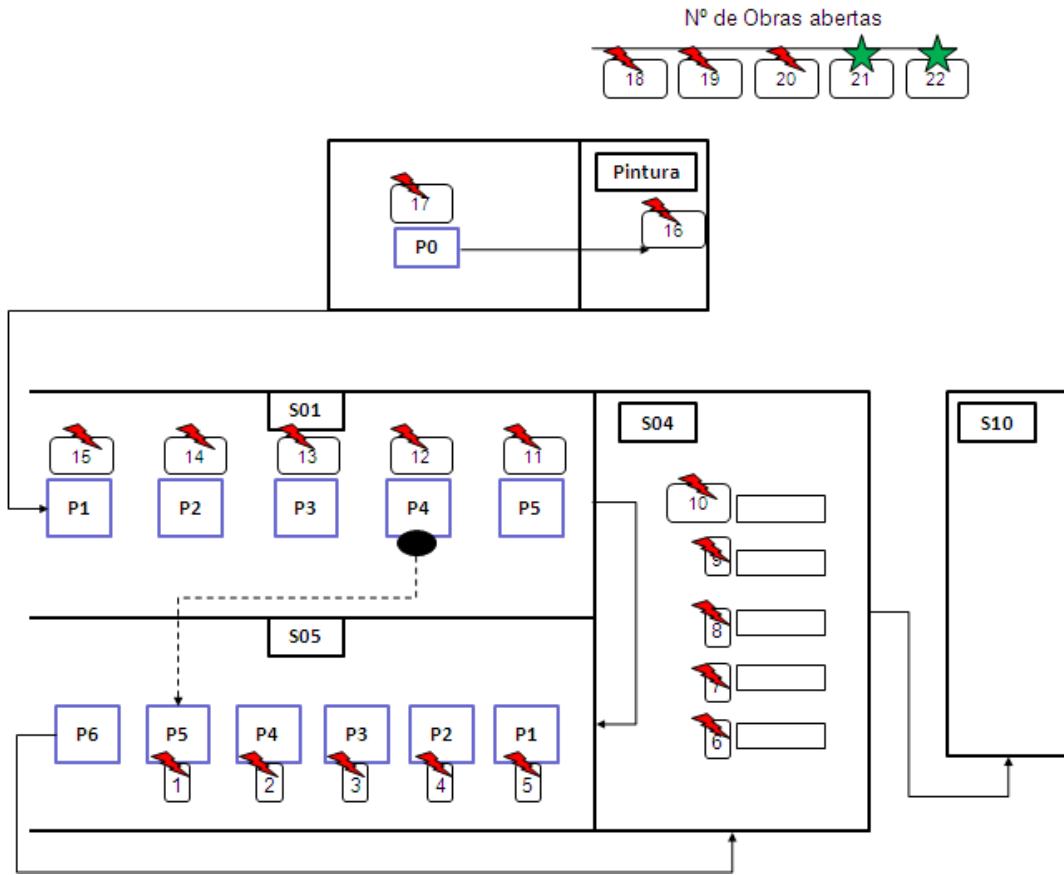 Nº de Obras abertas
18 19 20 21 22
Pintura
17
16
P0
S01
S04
S10
15 14 13 12 11
P1 P2 P3 P4 P5
10
9
8
7
6
S05
P6 P5 P4 P3 P2 P1
1 2 3 4 5